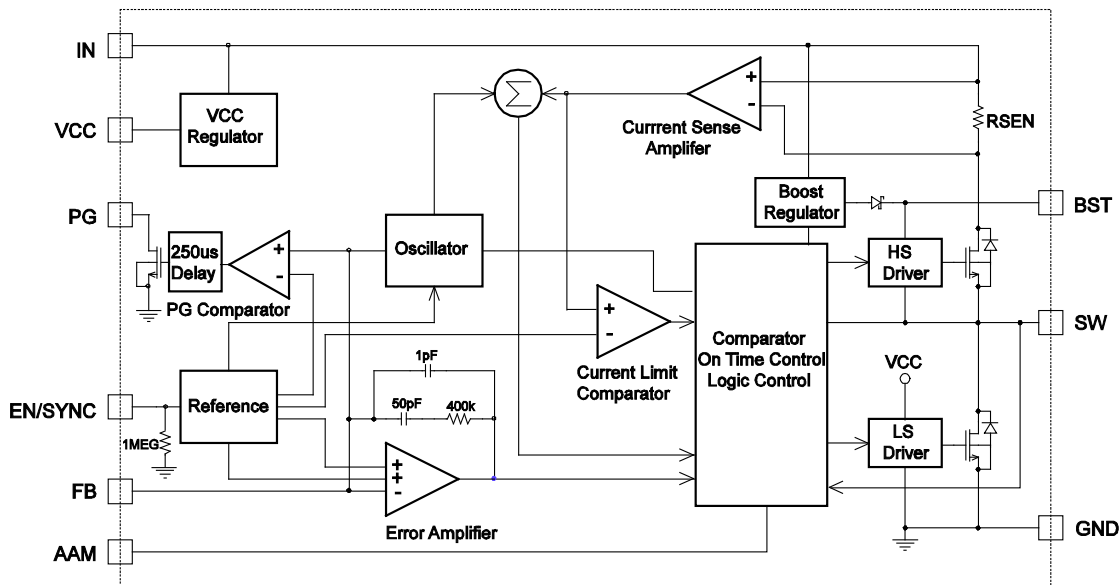 IN
VCC
PG
EN/SYNC
FB
AAM
BST
SW
GND
VCC
Regulator
Σ
+
-
Currrent Sense
Amplifer
RSEN
Boost
Regulator
250us
Delay
+
-
PG Comparator
Oscillator
HS
Driver
+
-
Current Limit
Comparator
Comparator
On Time Control
Logic Control
VCC
LS
Driver
Reference
1MEG
1pF
50pF
400k
+
+
-
Error Amplifier